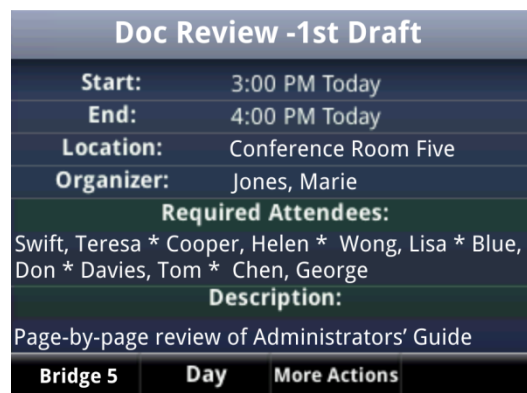 Doc Review -1st Draft
Start: 3:00 PM Today
End: 4:00 PM Today
Location: Conference Room Five
Organizer: Jones, Marie
Required Attendees:
Swift, Teresa * Cooper, Helen * Wong, Lisa * Blue,
Don * Davies, Tom * Chen, George
Description:
Page-by-page review of Administrators’ Guide
Bridge 5 Day More Actions